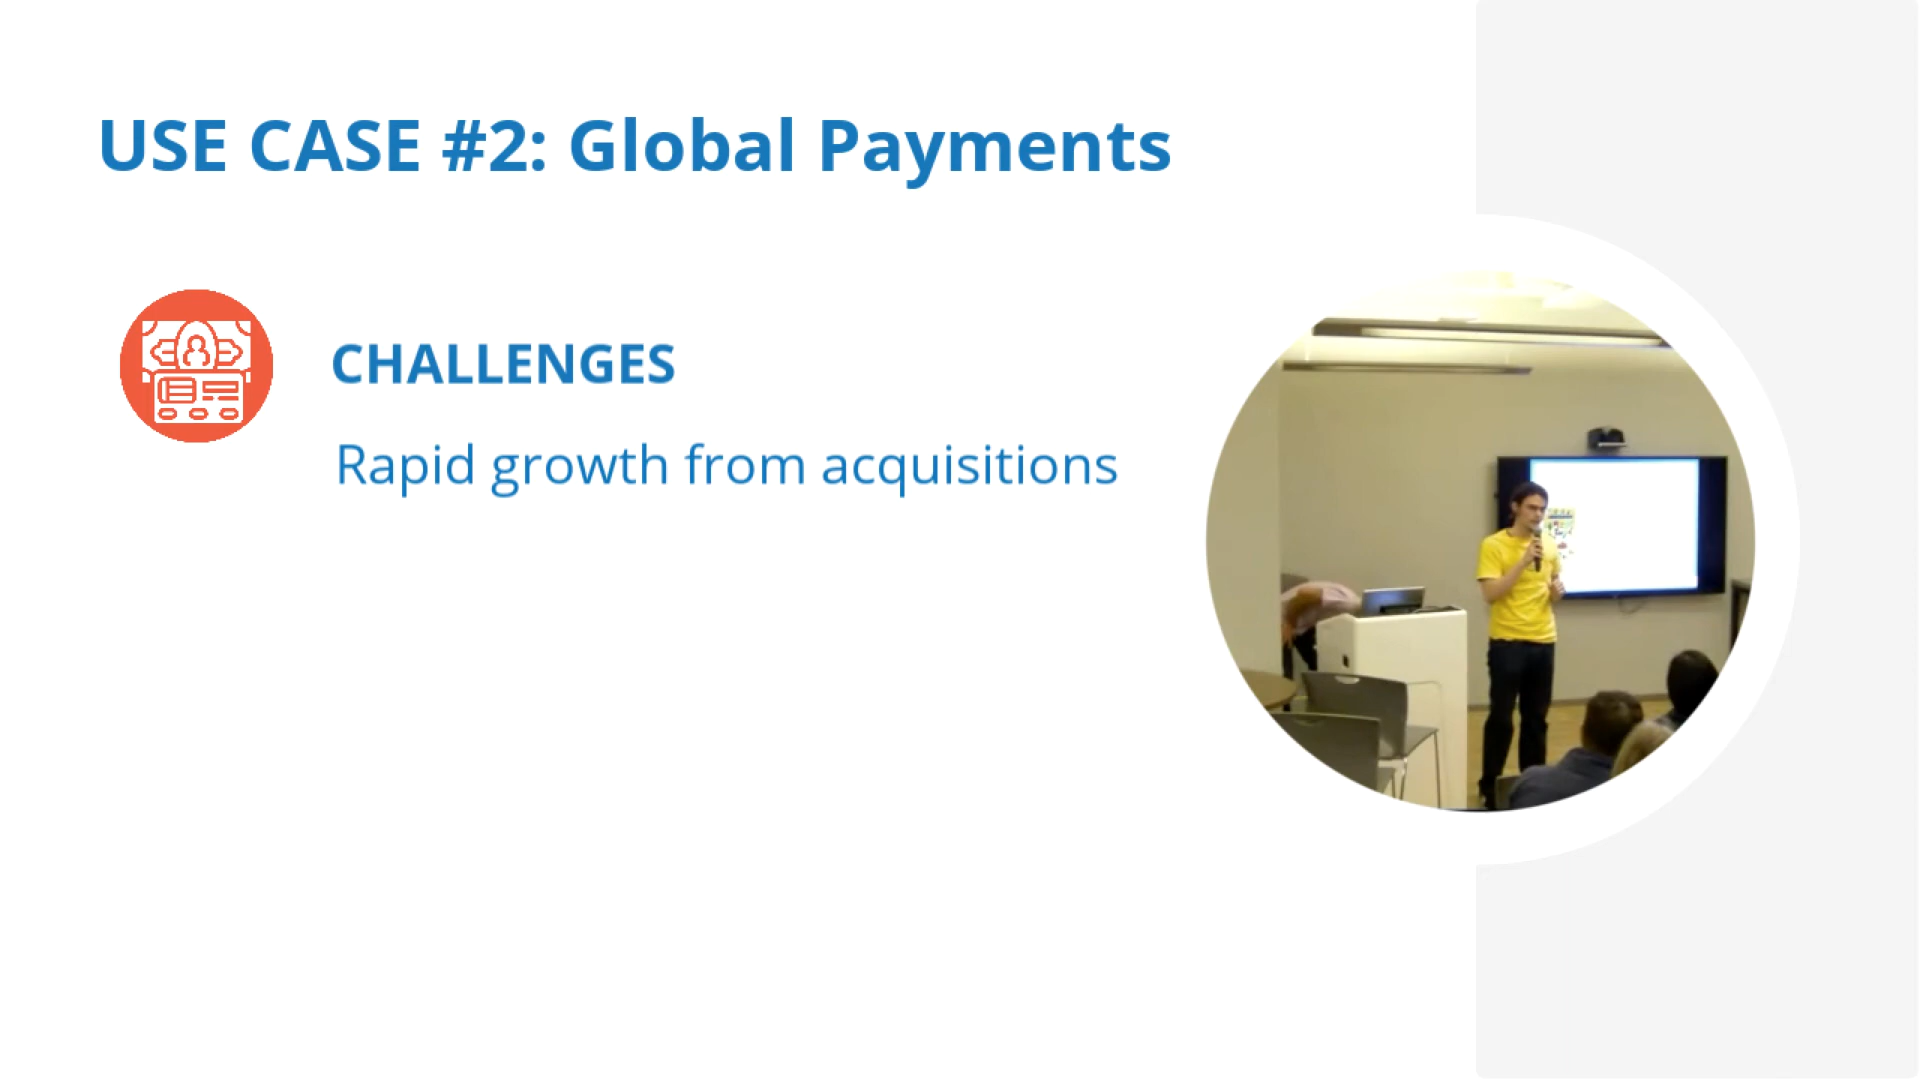 USE CASE #2: Global Payments
CHALLENGES
Rapid growth from acquisitions